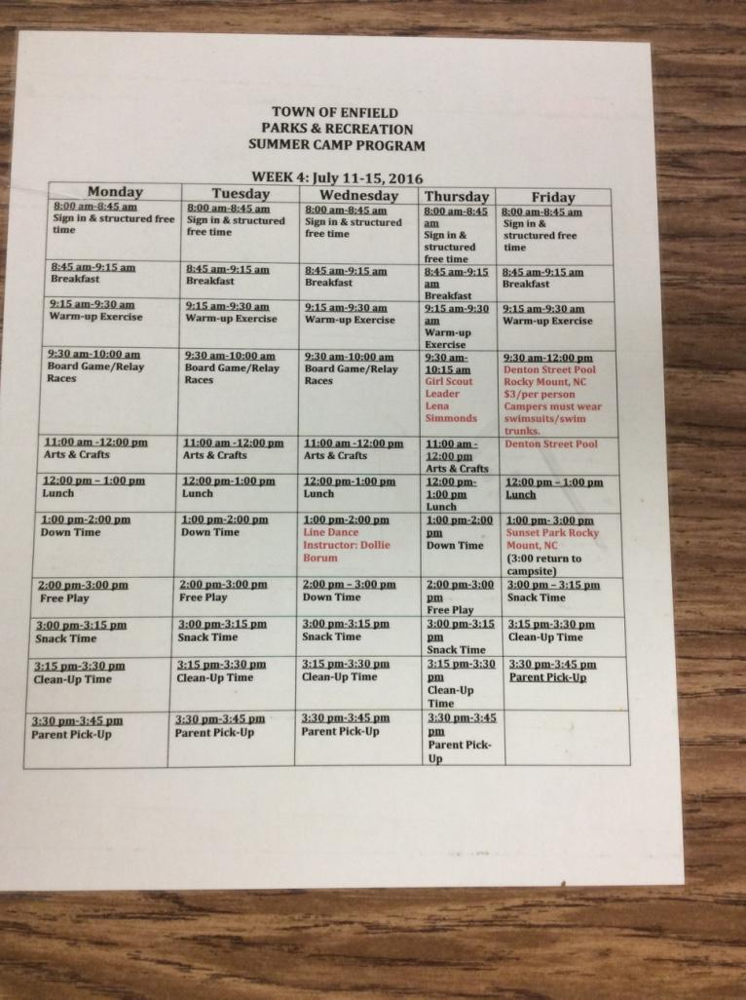 TOWN OF ENFIELD
PARKS & RECREATION
SUMMER CAMP PROGRAM
WEEK 4: July 11-15, 2016
Monday
Tuesday
Wednesday
Thursday
Friday
8:00 am-8:45 am
Sign in & structured free
time
8:00 am-8:45 am
Sign in & structured
free time
8:00 am-8:45 am
Sign in & structured
free time
8:00 am-8:45
am
Sign in &
structured
free time
8:00 am-8:45 am
Sign in &
structured free
time
8:45 am-9:15 am
Breakfast
8:45 am-9:15 am
Breakfast
8:45 am-9:15 am
Breakfast
8:45 am-9:15
am
Breakfast
8:45 am-9:15 am
Breakfast
9:15 am-9:30 am
Warm-up Exercise
9:15 am-9:30 am
Warm-up Exercise
9:15 am-9:30 am
Warm-up Exercise
9:15 am-9:30
am
Warm-up
Exercise
9:15 am-9:30 am
Warm-up Exercise
9:30 am-10:00 am
Board Game/Relay
Races
9:30 am-10:00 am
Board Game/Relay
Races
9:30 am-10:00 am
Board Game/Relay
Races
9:30 am-
10:15 am
Girl Scout
Leader
Lena
Simmonds
9:30 am-12:00 pm
Denton Street Pool
Rocky Mount, NC
$3/per person
Campers must wear
swimsuits/swim
trunks.
11:00 am -12:00 pm
Arts & Crafts
11:00 am -12:00 pm
Arts & Crafts
11:00 am -12:00 pm
Arts & Crafts
11:00 am -
12:00 pm
Arts & Crafts
Denton Street Pool
12:00 pm – 1:00 pm
Lunch
12:00 pm-1:00 pm
Lunch
12:00 pm-1:00 pm
Lunch
12:00 pm-
1:00 pm
Lunch
12:00 pm – 1:00 pm
Lunch
1:00 pm-2:00 pm
Down Time
1:00 pm-2:00 pm
Down Time
1:00 pm-2:00 pm
Line Dance
Instructor: Dollie
Borum
1:00 pm-2:00
pm
Down Time
1:00 pm- 3:00 pm
Sunset Park Rocky
Mount, NC
(3:00 return to
campsite)
2:00 pm-3:00 pm
Free Play
2:00 pm-3:00 pm
Free Play
2:00 pm – 3:00 pm
Down Time
2:00 pm-3:00
pm
Free Play
3:00 pm – 3:15 pm
Snack Time
3:00 pm-3:15 pm
Snack Time
3:00 pm-3:15 pm
Snack Time
3:00 pm-3:15 pm
Snack Time
3:00 pm-3:15
pm
Snack Time
3:15 pm-3:30 pm
Clean-Up Time
3:15 pm-3:30 pm
Clean-Up Time
3:15 pm-3:30 pm
Clean-Up Time
3:15 pm-3:30 pm
Clean-Up Time
3:15 pm-3:30
pm
Clean-Up
Time
3:30 pm-3:45 pm
Parent Pick-Up
3:30 pm-3:45 pm
Parent Pick-Up
3:30 pm-3:45 pm
Parent Pick-Up
3:30 pm-3:45 pm
Parent Pick-Up
3:30 pm-3:45
pm
Parent Pick-
Up